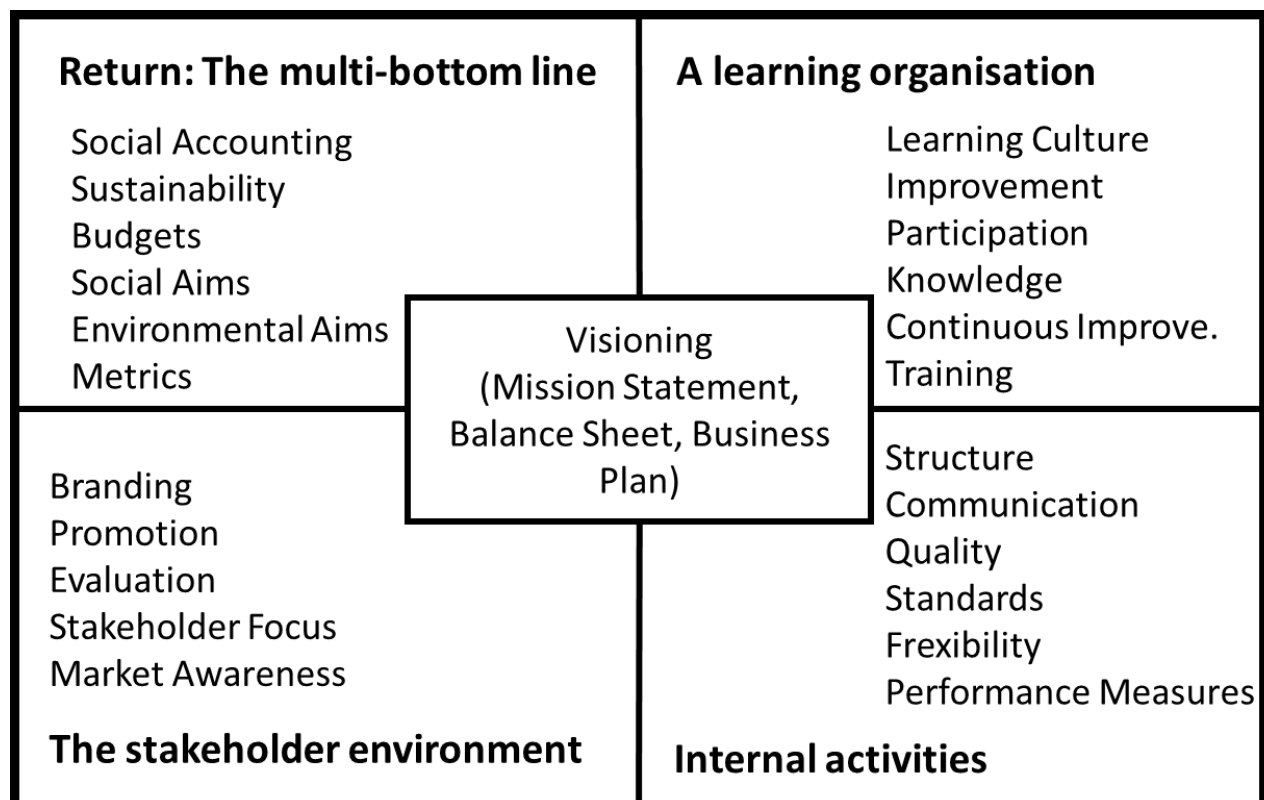 Return: The multi-bottom line
Social Accounting
Sustainability
Budgets
Social Aims
Environmental Aims
Metrics
A learning organisation
Learning Culture
Improvement
Participation
Knowledge
Continuous Improve.
Training
Visioning
(Mission Statement,
Balance Sheet, Business
Plan)
Branding
Promotion
Evaluation
Stakeholder Focus
Market Awareness
The stakeholder environment
Structure
Communication
Quality
Standards
Frexibility
Performance Measures
Internal activities